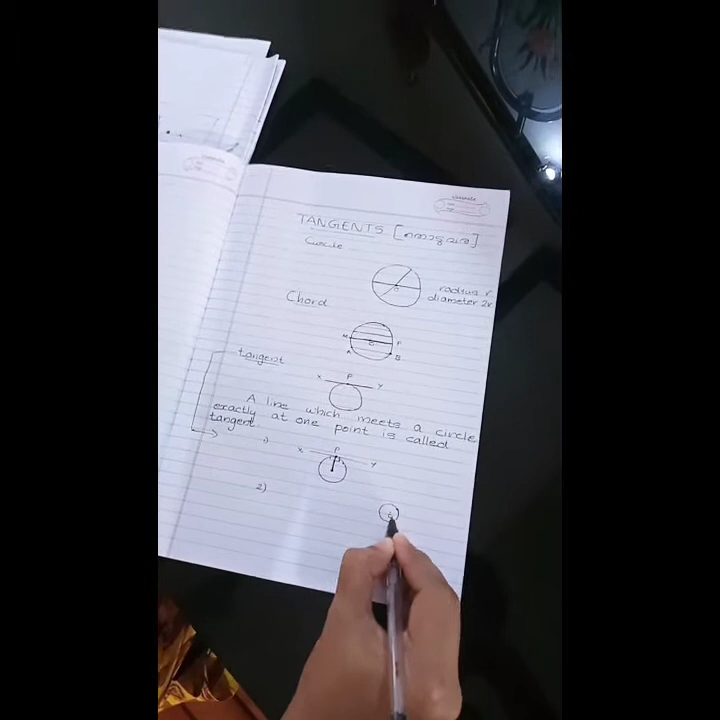 TANGENTS [തൊടുവര]
Circle
radius r
diameter 2r
Chord
M P
A B
tangent
X P Y
A line which meets a circle
exactly at one point is called
tangent
1)
X P Y
2)